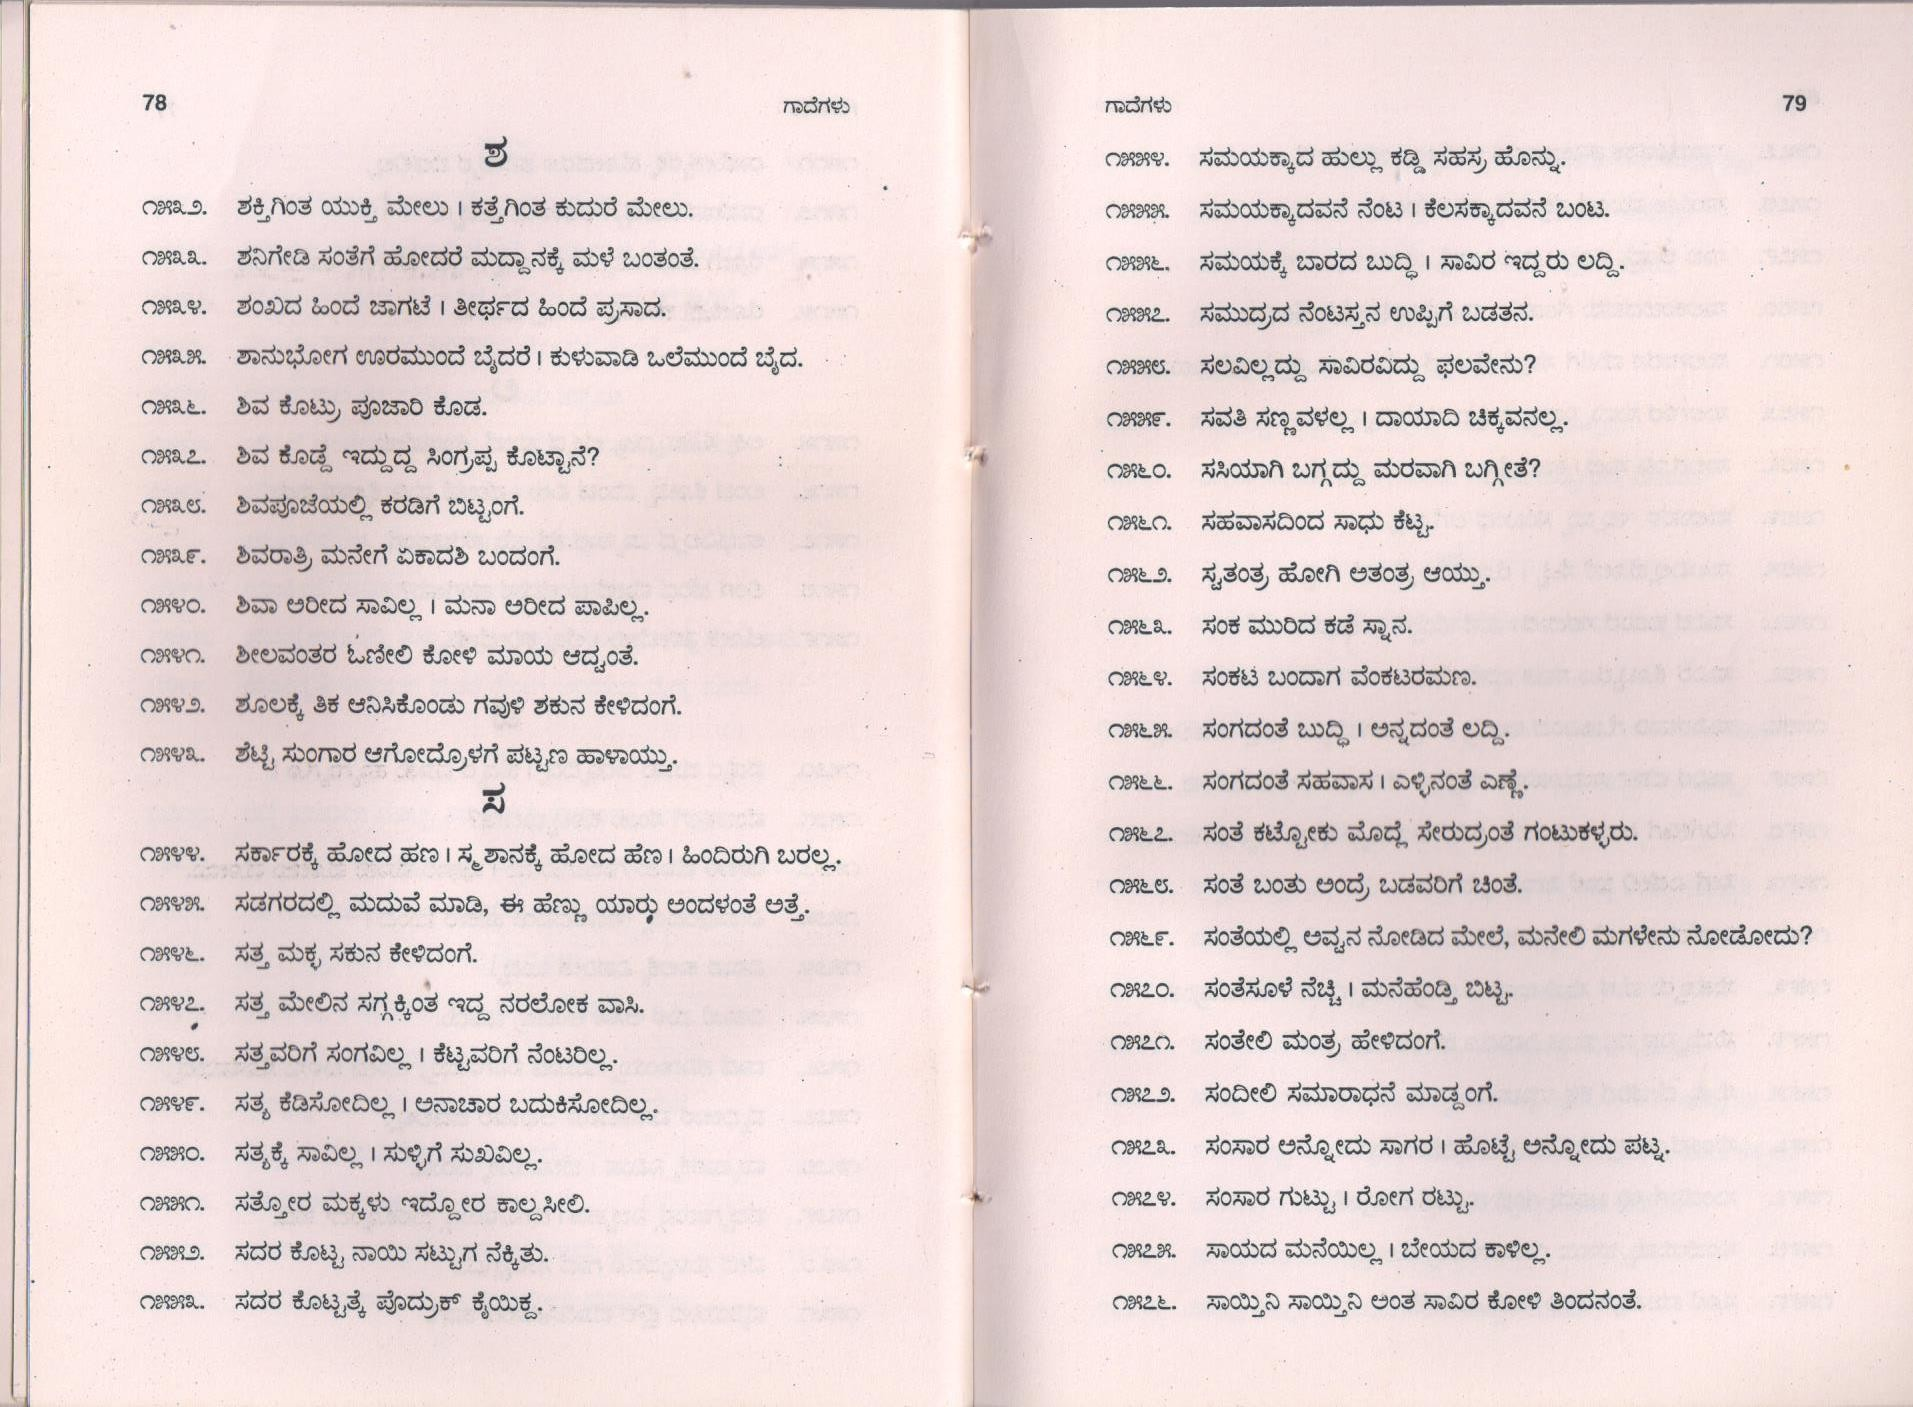 78
ಗಾದೆಗಳು
ಶ
೧೫೩೨. ಶಕ್ತಿಗಿಂತ ಯುಕ್ತಿ ಮೇಲು । ಕತ್ತೆಗಿಂತ ಕುದುರೆ ಮೇಲು.
೧೫೩೩. ಶನಿಗೇಡಿ ಸಂತೆಗೆ ಹೋದರೆ ಮದ್ದಾನಕ್ಕೆ ಮಳೆ ಬಂತಂತೆ.
೧೫೩೪. ಶಂಖದ ಹಿಂದೆ ಜಾಗಟೆ । ತೀರ್ಥದ ಹಿಂದೆ ಪ್ರಸಾದ.
೧೫೩೫. ಶಾನುಭೋಗ ಊರಮುಂದೆ ಬೈದರೆ । ಕುಳುವಾಡಿ ಒಲೆಮುಂದೆ ಬೈದ.
೧೫೩೬. ಶಿವ ಕೊಟ್ರು ಪೂಜಾರಿ ಕೊಡ.
೧೫೩೭. ಶಿವ ಕೊಡ್ದೆ ಇದ್ದುದ್ದ ಸಿಂಗ್ರಪ್ಪ ಕೊಟ್ಟಾನೆ?
೧೫೩೮. ಶಿವಪೂಜೆಯಲ್ಲಿ ಕರಡಿಗೆ ಬಿಟ್ಟಂಗೆ.
೧೫೩೯. ಶಿವರಾತ್ರಿ ಮನೇಗೆ ಏಕಾದಶಿ ಬಂದಂಗೆ.
೧೫೪೦. ಶಿವಾ ಅರೀದ ಸಾವಿಲ್ಲ । ಮನಾ ಅರೀದ ಪಾಪಿಲ್ಲ.
೧೫೪೧. ಶೀಲವಂತರ ಓಣೀಲಿ ಕೋಳಿ ಮಾಯ ಆದ್ವಂತೆ.
೧೫೪೨. ಶೂಲಕ್ಕೆ ತಿಕ ಆನಿಸಿಕೊಂಡು ಗವುಳಿ ಶಕುನ ಕೇಳಿದಂಗೆ.
೧೫೪೩. ಶೆಟ್ಟಿ ಸುಂಗಾರ ಆಗೋದ್ರೊಳಗೆ ಪಟ್ಟಣ ಹಾಳಾಯ್ತು.
ಸ
೧೫೪೪. ಸರ್ಕಾರಕ್ಕೆ ಹೋದ ಹಣ । ಸ್ಮಶಾನಕ್ಕೆ ಹೋದ ಹೆಣ । ಹಿಂದಿರುಗಿ ಬರಲ್ಲ.
೧೫೪೫. ಸಡಗರದಲ್ಲಿ ಮದುವೆ ಮಾಡಿ, ಈ ಹೆಣ್ಣು ಯಾರು ಅಂದಳಂತೆ ಅತ್ತೆ.
೧೫೪೬. ಸತ್ತ ಮಕ್ಳ ಸಕುನ ಕೇಳಿದಂಗೆ.
೧೫೪೭. ಸತ್ತ ಮೇಲಿನ ಸಗ್ಗಕ್ಕಿಂತ ಇದ್ದ ನರಲೋಕ ವಾಸಿ.
೧೫೪೮. ಸತ್ತವರಿಗೆ ಸಂಗವಿಲ್ಲ । ಕೆಟ್ಟವರಿಗೆ ನೆಂಟರಿಲ್ಲ.
೧೫೪೯. ಸತ್ಯ ಕೆಡಿಸೋದಿಲ್ಲ । ಅನಾಚಾರ ಬದುಕಿಸೋದಿಲ್ಲ.
೧೫೫೦. ಸತ್ಯಕ್ಕೆ ಸಾವಿಲ್ಲ । ಸುಳ್ಳಿಗೆ ಸುಖವಿಲ್ಲ.
೧೫೫೧. ಸತ್ತೋರ ಮಕ್ಕಳು ಇದ್ದೋರ ಕಾಲ್ದಸೀಲಿ.
೧೫೫೨. ಸದರ ಕೊಟ್ಟ ನಾಯಿ ಸಟ್ಟುಗ ನೆಕ್ಕಿತು.
೧೫೫೩. ಸದರ ಕೊಟ್ಟತ್ಕೆ ಪೊದ್ರುಕ್ ಕೈಯಿಕ್ದ.
ಗಾದೆಗಳು
79
೧೫೫೪. ಸಮಯಕ್ಕಾದ ಹುಲ್ಲು ಕಡ್ಡಿ ಸಹಸ್ರ ಹೊನ್ನು.
೧೫೫೫. ಸಮಯಕ್ಕಾದವನೆ ನೆಂಟ । ಕೆಲಸಕ್ಕಾದವನೆ ಬಂಟ.
೧೫೫೬. ಸಮಯಕ್ಕೆ ಬಾರದ ಬುದ್ಧಿ । ಸಾವಿರ ಇದ್ದರು ಲದ್ದಿ.
೧೫೫೭. ಸಮುದ್ರದ ನೆಂಟಸ್ತನ ಉಪ್ಪಿಗೆ ಬಡತನ.
೧೫೫೮. ಸಲವಿಲ್ಲದ್ದು ಸಾವಿರವಿದ್ದು ಫಲವೇನು?
೧೫೫೯. ಸವತಿ ಸಣ್ಣವಳಲ್ಲ । ದಾಯಾದಿ ಚಿಕ್ಕವನಲ್ಲ.
೧೫೬೦. ಸಸಿಯಾಗಿ ಬಗ್ಗದ್ದು ಮರವಾಗಿ ಬಗ್ಗೀತೆ?
೧೫೬೧. ಸಹವಾಸದಿಂದ ಸಾಧು ಕೆಟ್ಟ.
೧೫೬೨. ಸ್ವತಂತ್ರ ಹೋಗಿ ಅತಂತ್ರ ಆಯ್ತು.
೧೫೬೩. ಸಂಕ ಮುರಿದ ಕಡೆ ಸ್ನಾನ.
೧೫೬೪. ಸಂಕಟ ಬಂದಾಗ ವೆಂಕಟರಮಣ.
೧೫೬೫. ಸಂಗದಂತೆ ಬುದ್ಧಿ । ಅನ್ನದಂತೆ ಲದ್ದಿ.
೧೫೬೬. ಸಂಗದಂತೆ ಸಹವಾಸ । ಎಳ್ಳಿನಂತೆ ಎಣ್ಣೆ.
೧೫೬೭. ಸಂತೆ ಕಟ್ಟೋಕು ಮೊದ್ಲೆ ಸೇರುದ್ರಂತೆ ಗಂಟುಕಳ್ಳರು.
೧೫೬೮. ಸಂತೆ ಬಂತು ಅಂದ್ರೆ ಬಡವರಿಗೆ ಚಿಂತೆ.
೧೫೬೯. ಸಂತೆಯಲ್ಲಿ ಅವ್ವನ ನೋಡಿದ ಮೇಲೆ, ಮನೇಲಿ ಮಗಳೇನು ನೋಡೋದು?
೧೫೭೦. ಸಂತೆಸೂಳೆ ನೆಚ್ಚಿ । ಮನೆಹೆಂಡ್ತಿ ಬಿಟ್ಟ.
೧೫೭೧. ಸಂತೇಲಿ ಮಂತ್ರ ಹೇಳಿದಂಗೆ.
೧೫೭೨. ಸಂದೀಲಿ ಸಮಾರಾಧನೆ ಮಾಡ್ದಂಗೆ.
೧೫೭೩. ಸಂಸಾರ ಅನ್ನೋದು ಸಾಗರ । ಹೊಟ್ಟೆ ಅನ್ನೋದು ಪಟ್ನ.
೧೫೭೪. ಸಂಸಾರ ಗುಟ್ಟು । ರೋಗ ರಟ್ಟು.
೧೫೭೫. ಸಾಯದ ಮನೆಯಿಲ್ಲ । ಬೇಯದ ಕಾಳಿಲ್ಲ.
೧೫೭೬. ಸಾಯ್ತಿನಿ ಸಾಯ್ತಿನಿ ಅಂತ ಸಾವಿರ ಕೋಳಿ ತಿಂದನಂತೆ.